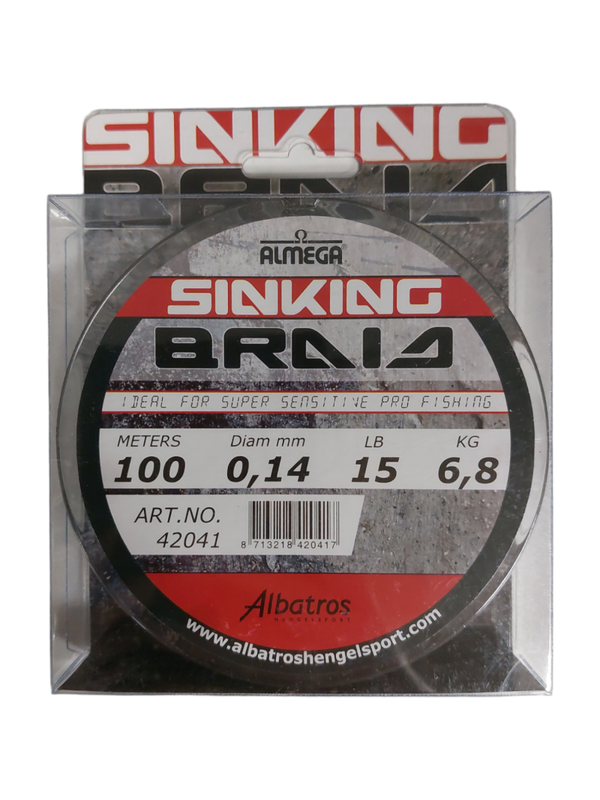 SINKING
BRAID
ALMEGA
SINKING
BRAID
IDEAL FOR SUPER SENSITIVE PRO FISHING
METERS Diam mm LB KG
100 0,14 15 6,8
ART.NO.
42041
8 713218 420417
Albatros
HENGELSPORT
www.albatroshengelsport.com